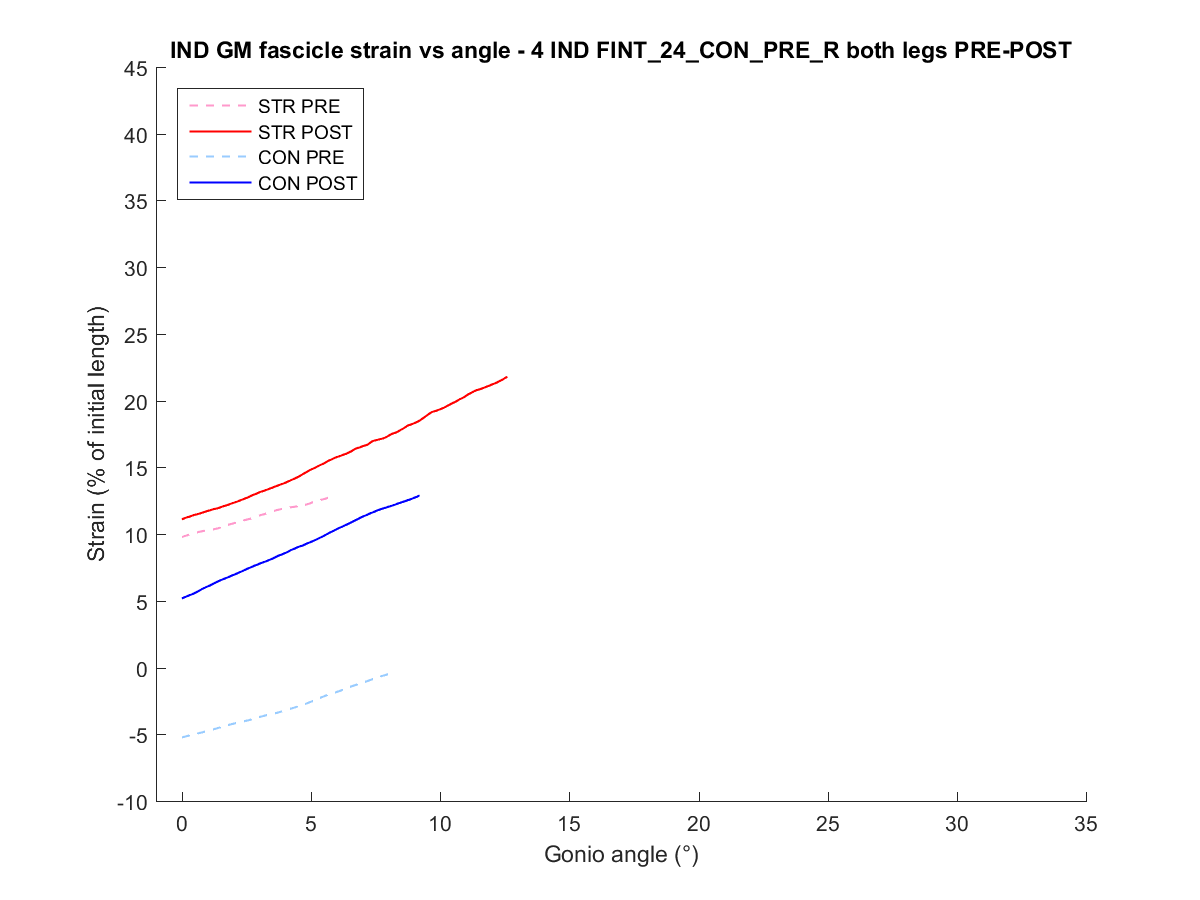 IND GM fascicle strain vs angle - 4 IND FINT_24_CON_PRE_R both legs PRE-POST
45
40
35
30
25
20
15
10
5
0
-5
-10
Strain (% of initial length)
STR PRE
STR POST
CON PRE
CON POST
0 5 10 15 20 25 30 35
Gonio angle (°)